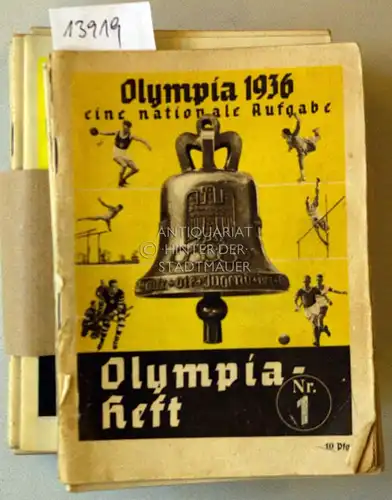 13919
Olympia 1936
eine nationale Aufgabe
ANTIQUARIAT
HINTER DER
STADTMAUER
Olympia-
Heft
Nr.
1
10 Pfg